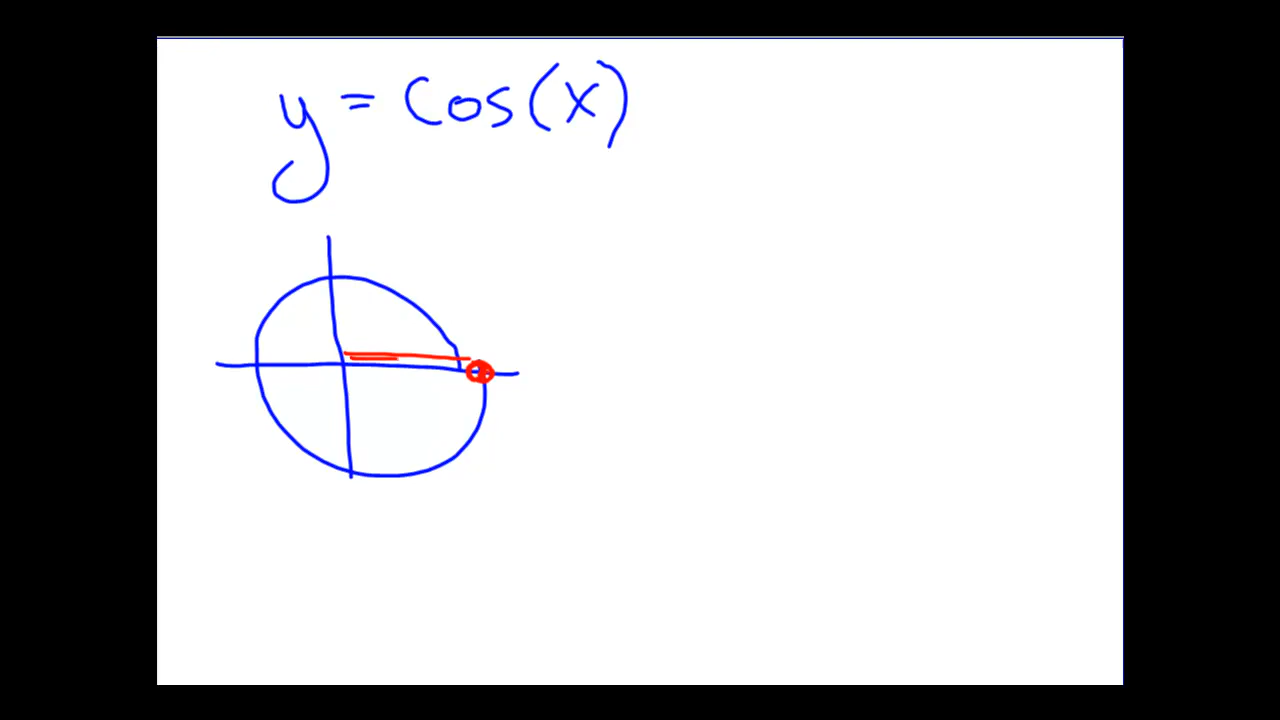 y = cos(x)